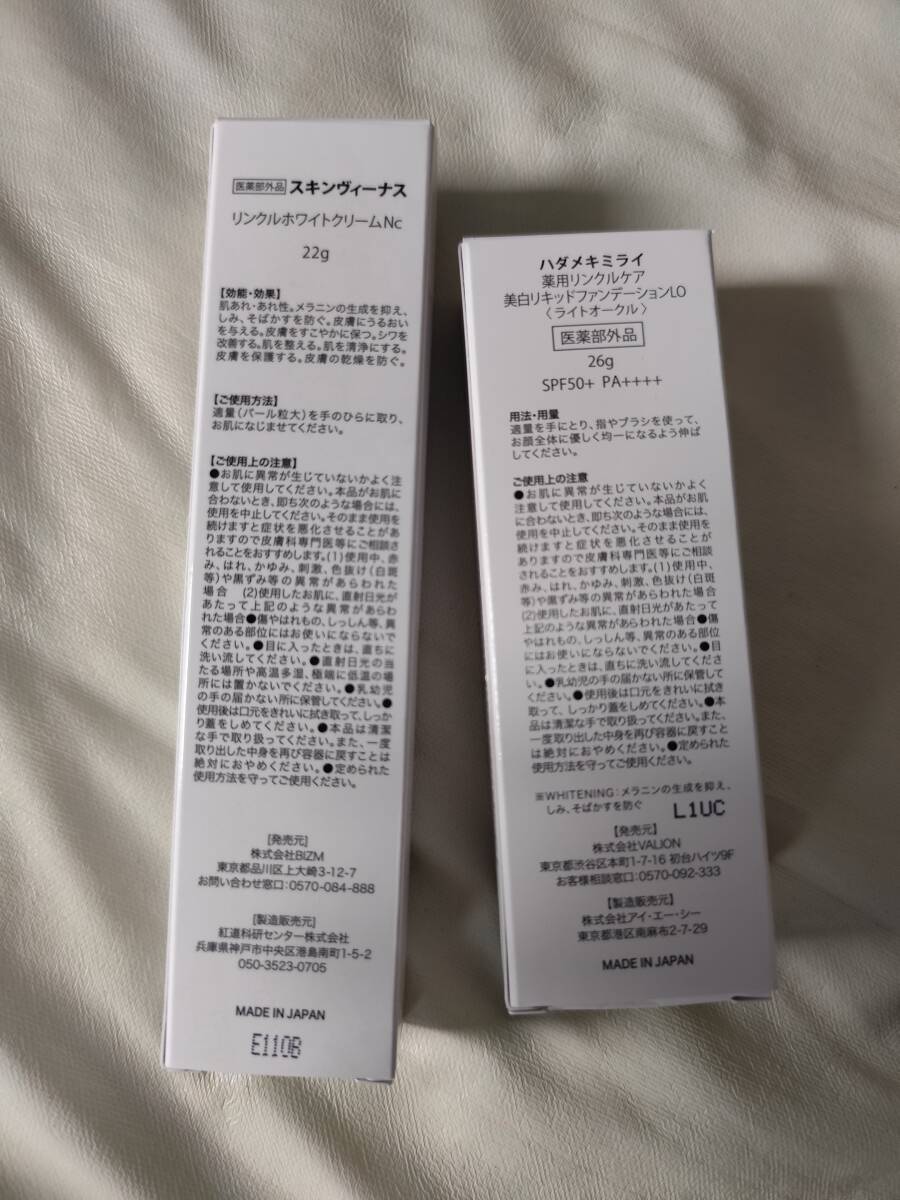 医薬部外品 スキンヴィーナス
リンクルホワイトクリームNc
22g
【効能・効果】
肌あれ・あれ性。メラニンの生成を抑え、
しみ、そばかすを防ぐ。皮膚にうるおい
を与える。皮膚をすこやかに保つ。シワを
改善する。肌を整える。肌を清浄にする。
皮膚を保護する。皮膚の乾燥を防ぐ。
【ご使用方法】
適量(パール粒大)を手のひらに取り、
お肌になじませてください。
【ご使用上の注意】
●お肌に異常が生じていないかよく注
意して使用してください。本品がお肌に
合わないとき、即ち次のような場合には、
使用を中止してください。そのまま使用を
続けますと症状を悪化させることがあ
りますので皮膚科専門医等にご相談さ
れることをおすすめします。(1)使用中、赤
み、はれ、かゆみ、刺激、色抜け(白斑
等)や黒ずみ等の異常があらわれた
場合 (2)使用したお肌に、直射日光が
あたって上記のような異常があらわ
れた場合●傷やはれもの、しっしん等、異
常のある部位にはお使いにならないで
ください。●目に入ったときは、直ちに
洗い流してください。●直射日光の当
たる場所や高温多湿、極端に低温の場
所には置かないでください。●乳幼児
の手の届かない所に保管してください。●
使用後は口元をきれいに拭き取って、しっか
り蓋をしめてください。●本品は清潔
な手で取り扱ってください。また、一度
取り出した中身を再び容器に戻すことは
絶対におやめください。●定められた
使用方法を守ってご使用ください。
[発売元]
株式会社BIZM
東京都品川区上大崎3-12-7
お問い合わせ窓口:0570-084-888
[製造販売元]
紅道科研センター株式会社
兵庫県神戸市中央区港島南町1-5-2
050-3523-0705
MADE IN JAPAN
E110B
ハダメキミライ
薬用リンクルケア
美白リキッドファンデーションLO
〈ライトオークル〉
医薬部外品
26g
SPF50+ PA++++
用法・用量
適量を手にとり、指やブラシを使って、
お顔全体に優しく均一になるよう伸ば
してください。
ご使用上の注意
●お肌に異常が生じていないかよく
注意して使用してください。本品がお肌
に合わないとき、即ち次のような場合には、
使用を中止してください。そのまま使用を
続けますと症状を悪化させることが
ありますので皮膚科専門医等にご相談
されることをおすすめします。(1)使用中、
赤み、はれ、かゆみ、刺激、色抜け(白斑
等)や黒ずみ等の異常があらわれた場合
(2)使用したお肌に、直射日光があたって
上記のような異常があらわれた場合●傷
やはれもの、しっしん等、異常のある部位
にはお使いにならないでください。●目
に入ったときは、直ちに洗い流してくださ
い。●乳幼児の手の届かない所に保管して
ください。●使用後は口元をきれいに拭き
取って、しっかり蓋をしめてください。●本
品は清潔な手で取り扱ってください。また、
一度取り出した中身を再び容器に戻すこと
は絶対におやめください。●定められた
使用方法を守ってご使用ください。
※WHITENING:メラニンの生成を抑え、
しみ、そばかすを防ぐ
L1UC
【発売元】
株式会社VALION
東京都渋谷区本町1-7-16 初台ハイツ9F
お客様相談窓口:0570-092-333
【製造販売元】
株式会社アイ・エー・シー
東京都港区南麻布2-7-29
MADE IN JAPAN